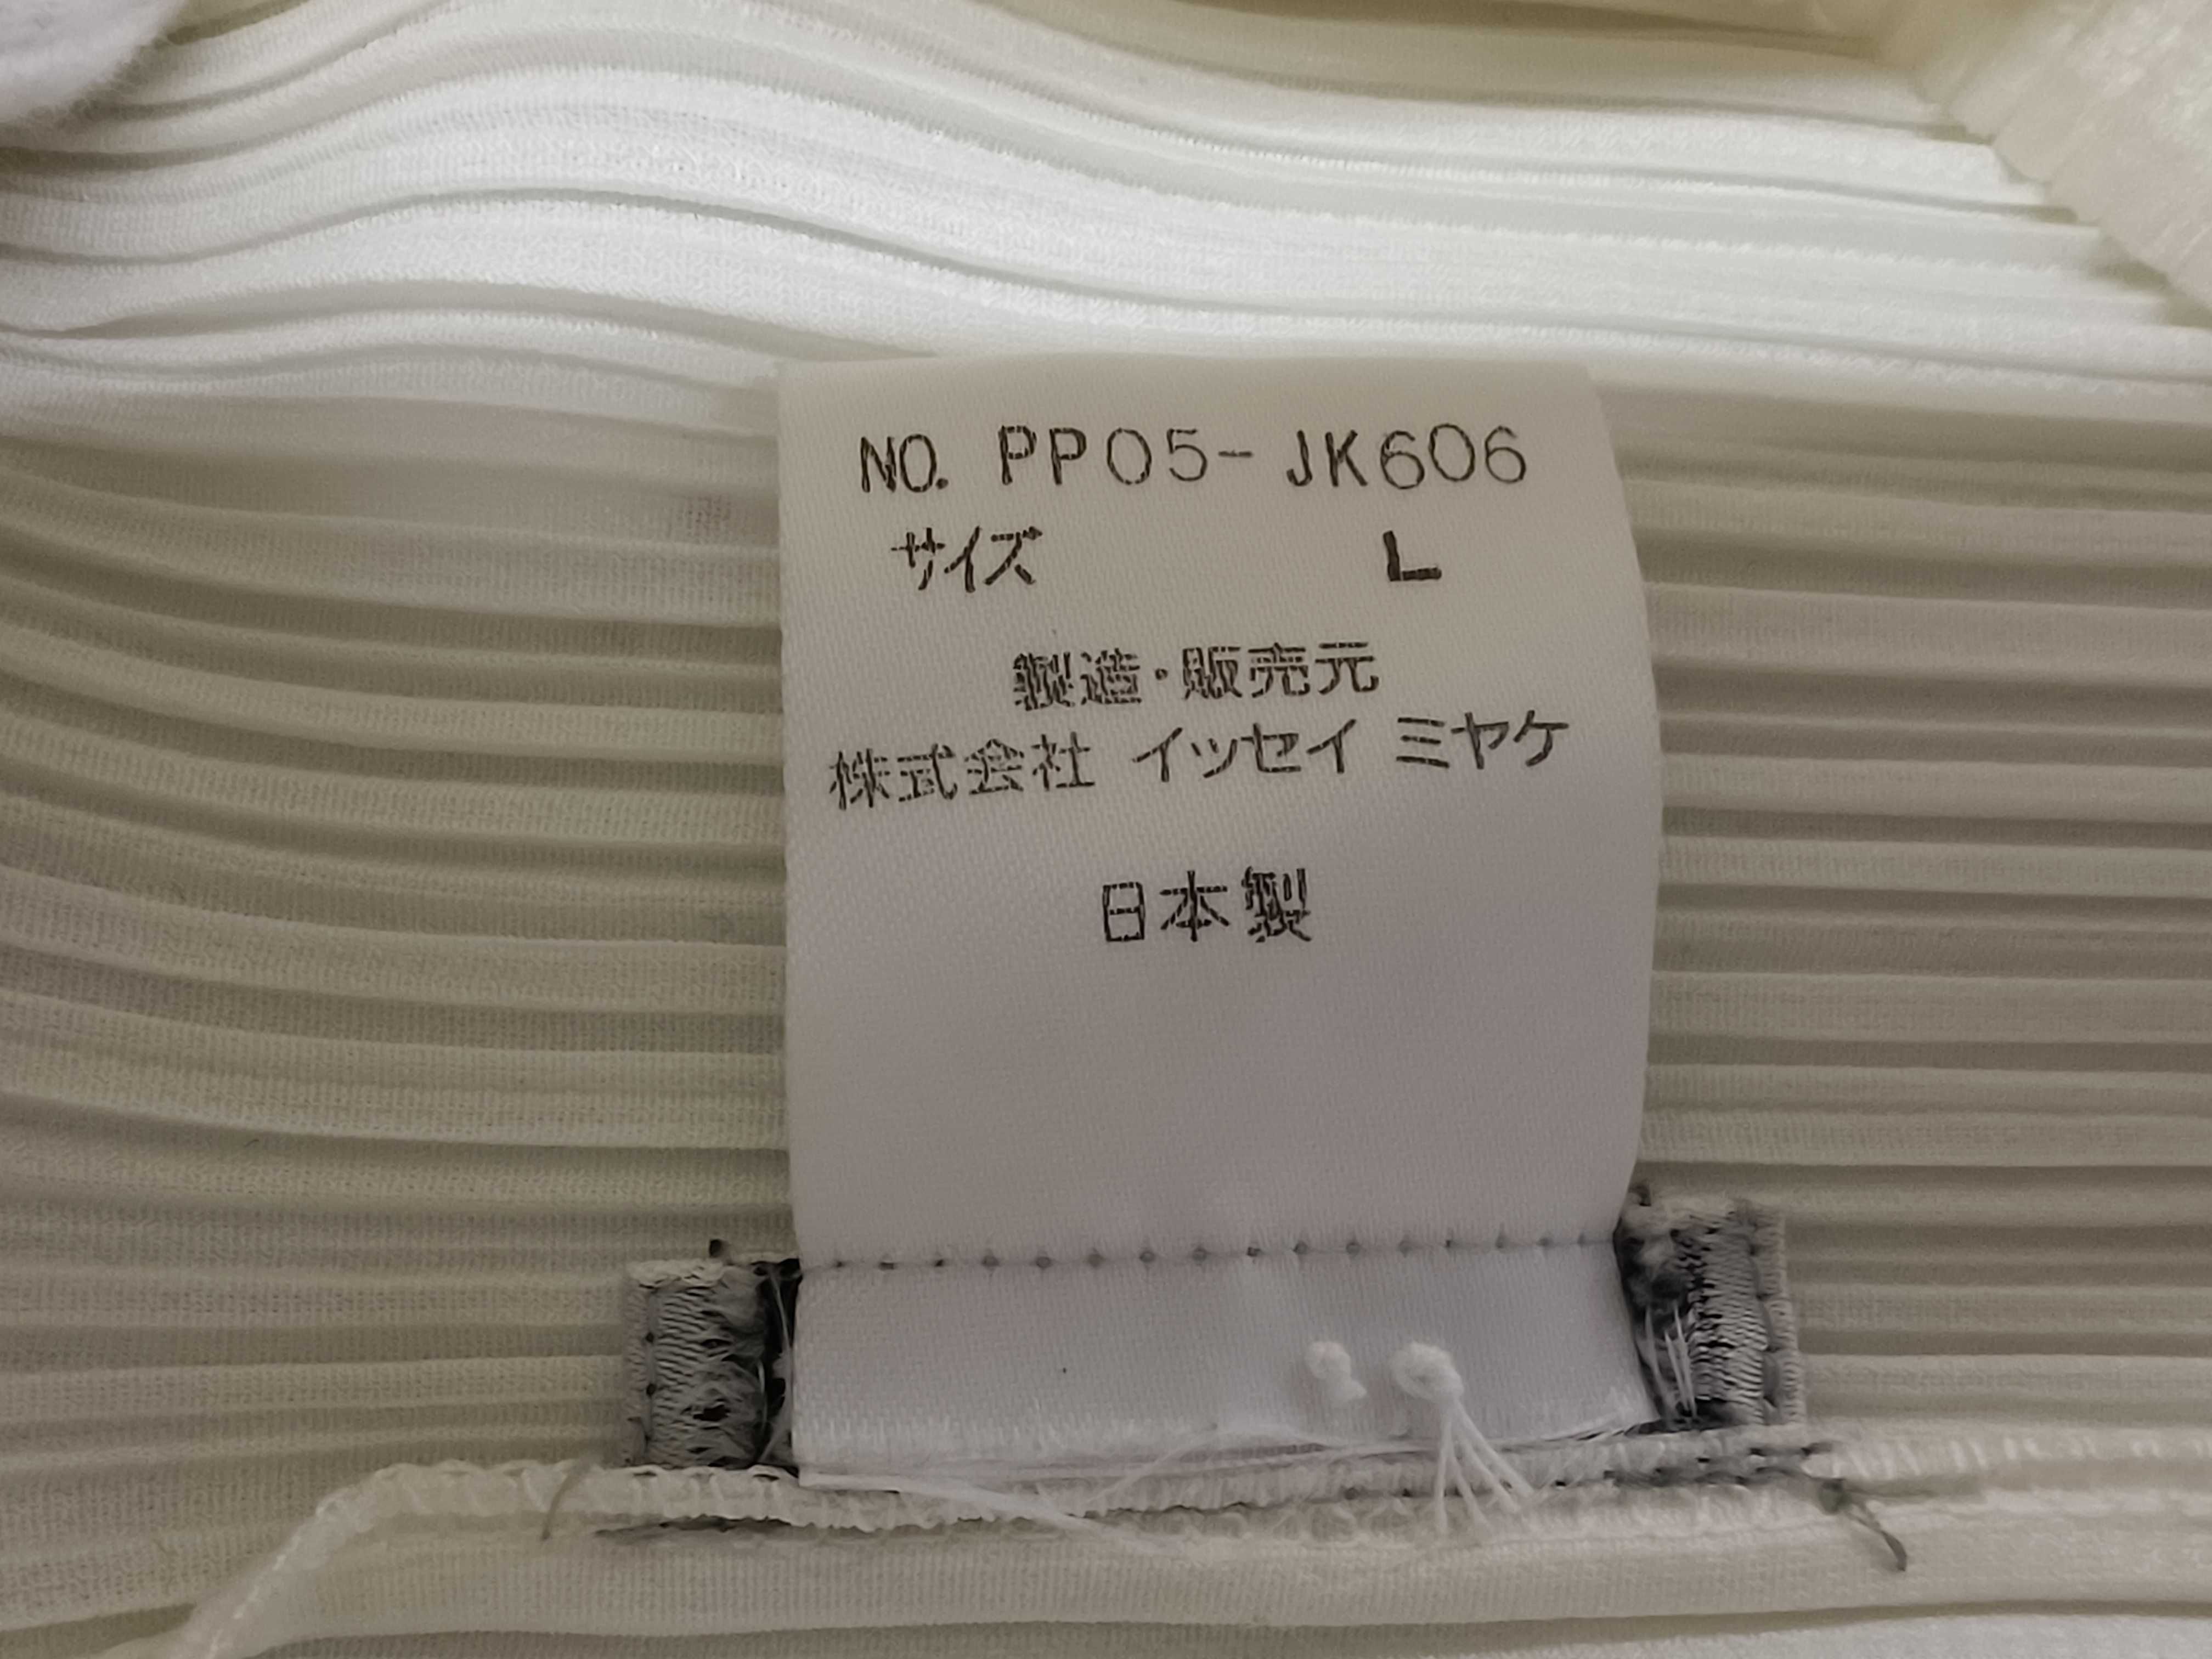 NO. PP05-JK606
サイズ L
製造・販売元
株式会社 イッセイ ミヤケ
日本製